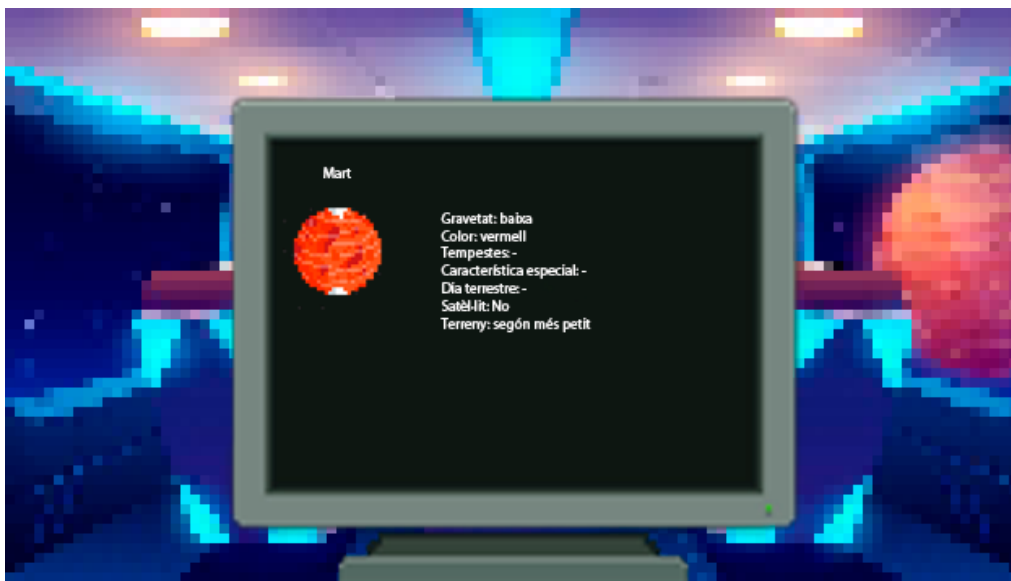 Mart
Gravetat: baixa
Color: vermell
Tempestes: -
Característica especial: -
Dia terrestre: -
Satèl·lit: No
Terreny: segón més petit